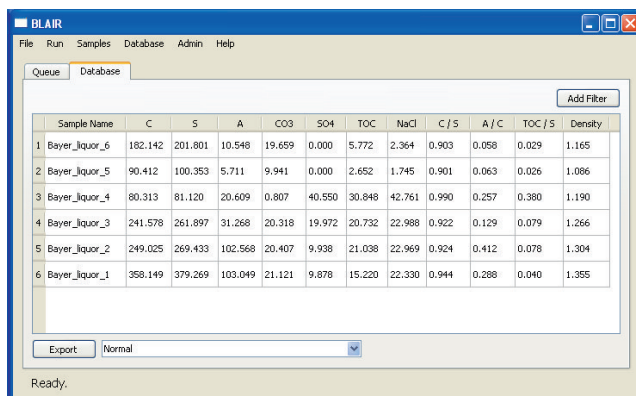 BLAIR
File Run Samples Database Admin Help
Queue Database
Add Filter
Sample Name C S A CO3 SO4 TOC NaCl C / S A / C TOC / S Density
1 Bayer_liquor_6 182.142 201.801 10.548 19.659 0.000 5.772 2.364 0.903 0.058 0.029 1.165
2 Bayer_liquor_5 90.412 100.353 5.711 9.941 0.000 2.652 1.745 0.901 0.063 0.026 1.086
3 Bayer_liquor_4 80.313 81.120 20.609 0.807 40.550 30.848 42.761 0.990 0.257 0.380 1.190
4 Bayer_liquor_3 241.578 261.897 31.268 20.318 19.972 20.732 22.988 0.922 0.129 0.079 1.266
5 Bayer_liquor_2 249.025 269.433 102.568 20.407 9.938 21.038 22.969 0.924 0.412 0.078 1.304
6 Bayer_liquor_1 358.149 379.269 103.049 21.121 9.878 15.220 22.330 0.944 0.288 0.040 1.355
Export Normal
Ready.